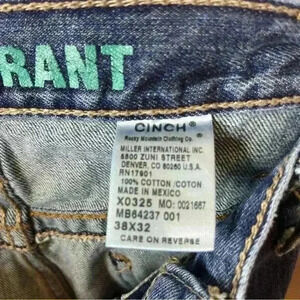 RANT
CINCH®
Rocky Mountain Clothing Co.®
MILLER INTERNATIONAL INC.
8500 ZUNI STREET
DENVER, CO 80260 U.S.A.
RN17901
100% COTTON /COTON
MADE IN MEXICO
X0325 MO: 0021667
MB64237 001
38X32
CARE ON REVERSE